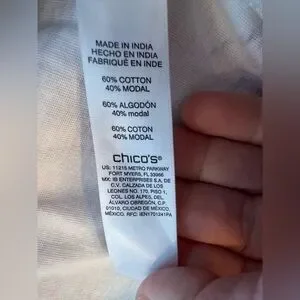 MADE IN INDIA
HECHO EN INDIA
FABRIQUÉ EN INDE
60% COTTON
40% MODAL
60% ALGODÓN
40% modal
60% COTON
40% MODAL
chico's®
US: 11215 METRO PARKWAY
FORT MYERS, FL 33966
MX: IB ENTERPRISES S.A. DE
C.V. CALZADA DE LOS
LEONES NO. 170, PISO 1,
COL. LOS ALPES, DEL.
ÁLVARO OBREGÓN, C.P.
01010, CIUDAD DE MÉXICO,
MÉXICO. RFC: IEN1701241PA